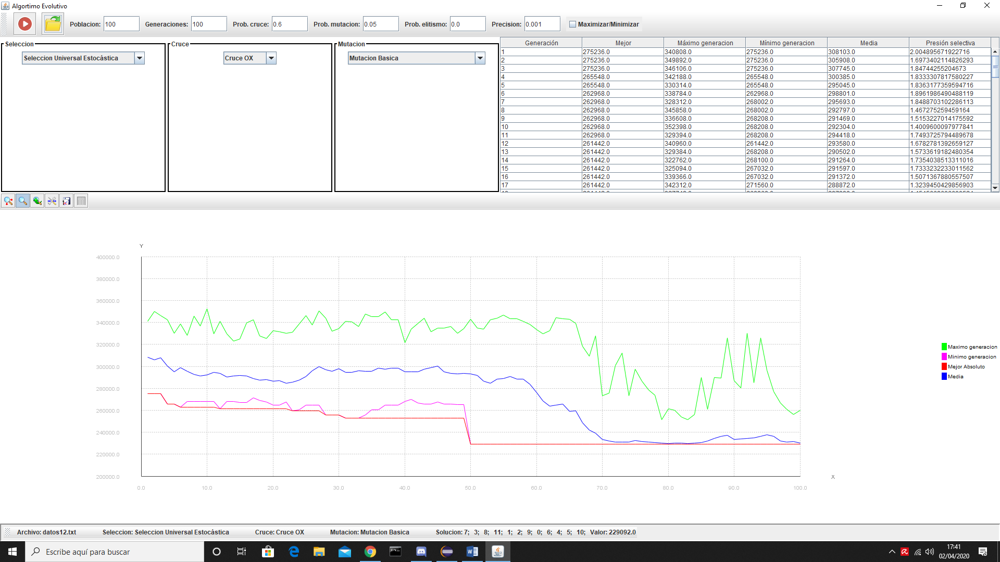 Algortimo Evolutivo
Poblacion: 100 Generaciones: 100 Prob. cruce: 0.6 Prob. mutacion: 0.05 Prob. elitismo: 0.0 Precision: 0.001 Maximizar/Minimizar
Seleccion Cruce Mutacion
Seleccion Universal Estocástica Cruce OX Mutacion Basica
Generación Mejor Máximo generacion Mínimo generacion Media Presión selectiva
1 275236.0 340808.0 275236.0 308103.0 2.004895671922716
2 275236.0 349892.0 275236.0 305908.0 1.6973402114826293
3 275236.0 346106.0 275236.0 307745.0 1.84744255204673
4 265548.0 342188.0 265548.0 300385.0 1.8333307817580227
5 265548.0 330314.0 265548.0 295045.0 1.8363177359594716
6 262968.0 338784.0 262968.0 298801.0 1.8961986490488119
7 262968.0 328312.0 268002.0 295693.0 1.8488703102286113
8 262968.0 345858.0 268002.0 292797.0 1.467275259459164
9 262968.0 336608.0 268208.0 291469.0 1.5153227014175592
10 262968.0 352398.0 268208.0 292304.0 1.4009600097977841
11 262968.0 329394.0 268208.0 294418.0 1.7493725794489678
12 261442.0 340960.0 261442.0 293580.0 1.6782781392659127
13 261442.0 329384.0 268208.0 290502.0 1.5733619182480354
14 261442.0 322762.0 268100.0 291264.0 1.7354038513311016
15 261442.0 325094.0 267032.0 291597.0 1.7333232233011562
16 261442.0 339366.0 267032.0 291372.0 1.5071367880557507
17 261442.0 342312.0 271560.0 288872.0 1.3239450429856903
Y
400000.0
380000.0
360000.0
340000.0
320000.0
300000.0
280000.0
260000.0
240000.0
220000.0
200000.0
X
0.0 10.0 20.0 30.0 40.0 50.0 60.0 70.0 80.0 90.0 100.0
Maximo generacion
Minimo generacion
Mejor Absoluto
Media
Archivo: datos12.txt Seleccion: Seleccion Universal Estocástica Cruce: Cruce OX Mutacion: Mutacion Basica Solucion: 7; 3; 8; 11; 1; 2; 9; 0; 6; 4; 5; 10; Valor: 229092.0
Escribe aquí para buscar
17:41
02/04/2020